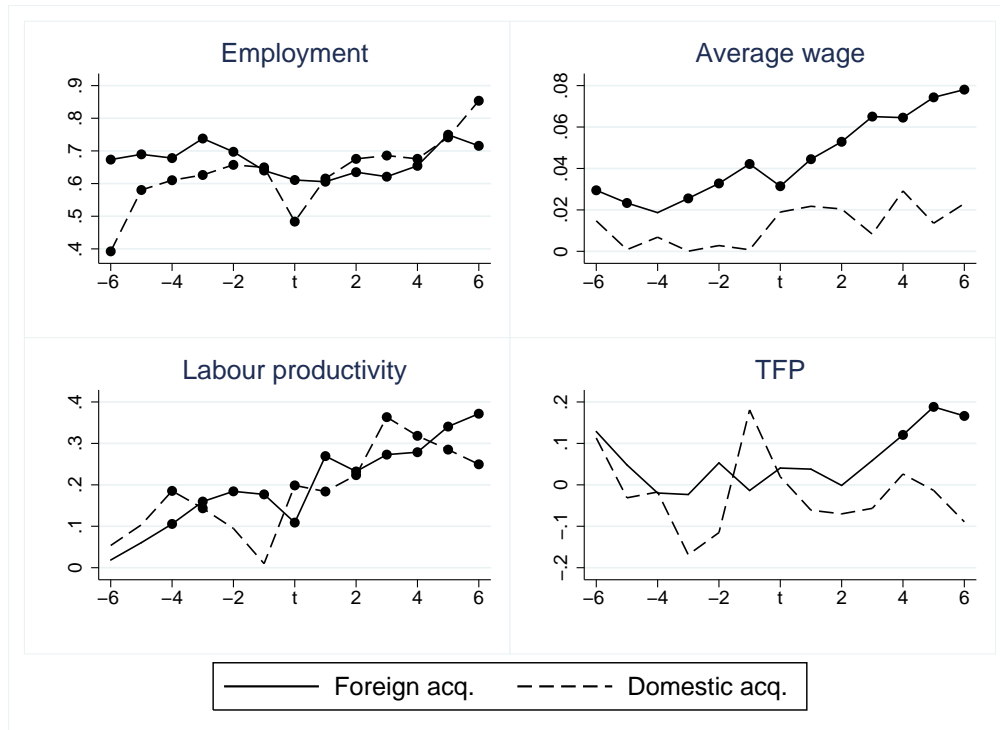 Employment
.9
.8
.7
.6
.5
.4
−6 −4 −2 t 2 4 6
Average wage
.08
.06
.04
.02
0
−6 −4 −2 t 2 4 6
Labour productivity
.4
.3
.2
.1
0
−6 −4 −2 t 2 4 6
TFP
.2
.1
0
−.1
−.2
−6 −4 −2 t 2 4 6
Foreign acq. Domestic acq.